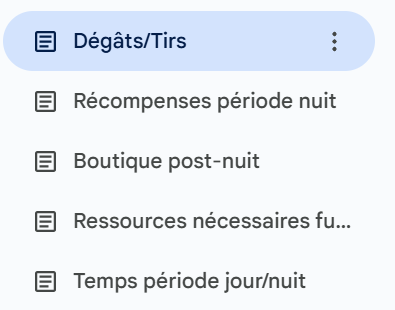 Dégâts/Tirs
Récompenses période nuit
Boutique post-nuit
Ressources nécessaires fu...
Temps période jour/nuit